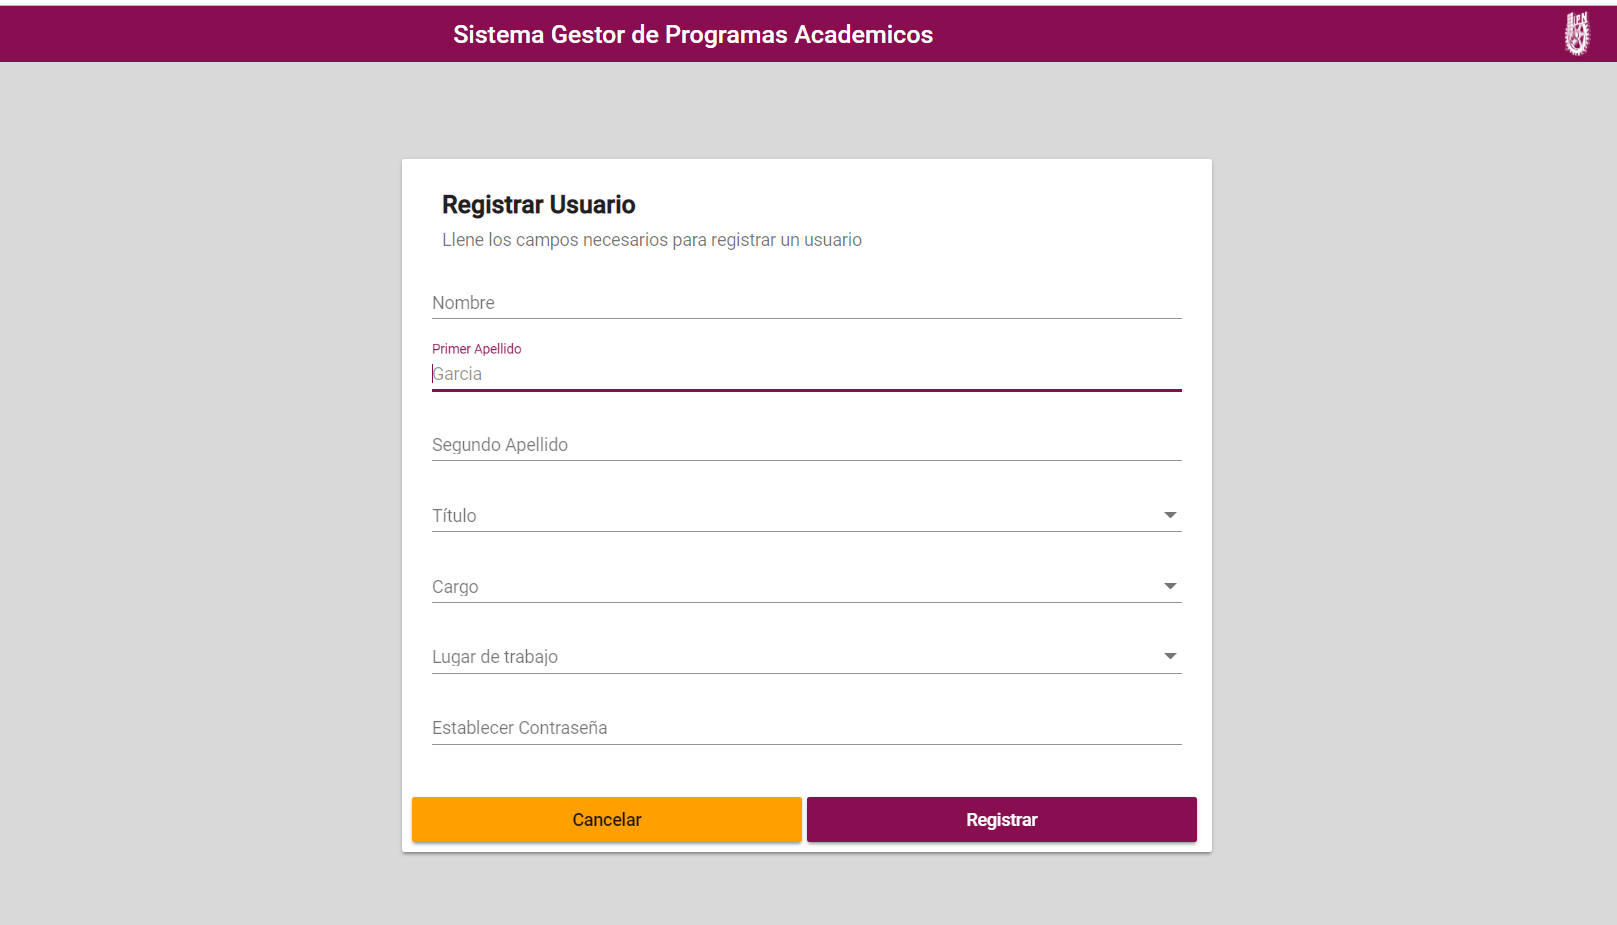 Sistema Gestor de Programas Academicos
IPN
Registrar Usuario
Llene los campos necesarios para registrar un usuario
Nombre
Primer Apellido
Garcia
Segundo Apellido
Título
Cargo
Lugar de trabajo
Establecer Contraseña
Cancelar
Registrar